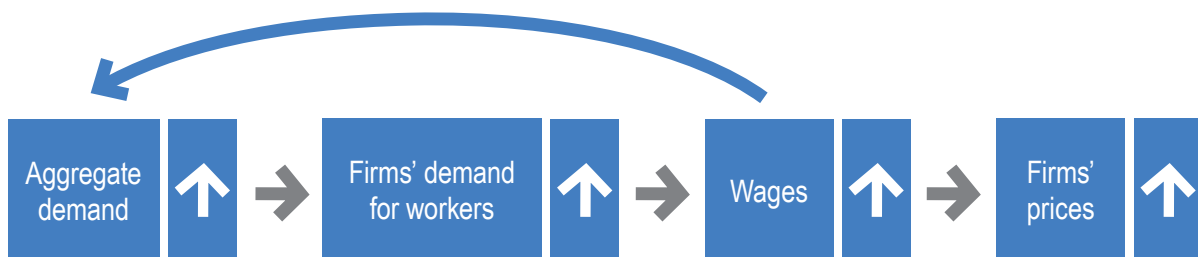 Aggregate
demand
Firms’ demand
for workers
Wages
Firms’
prices